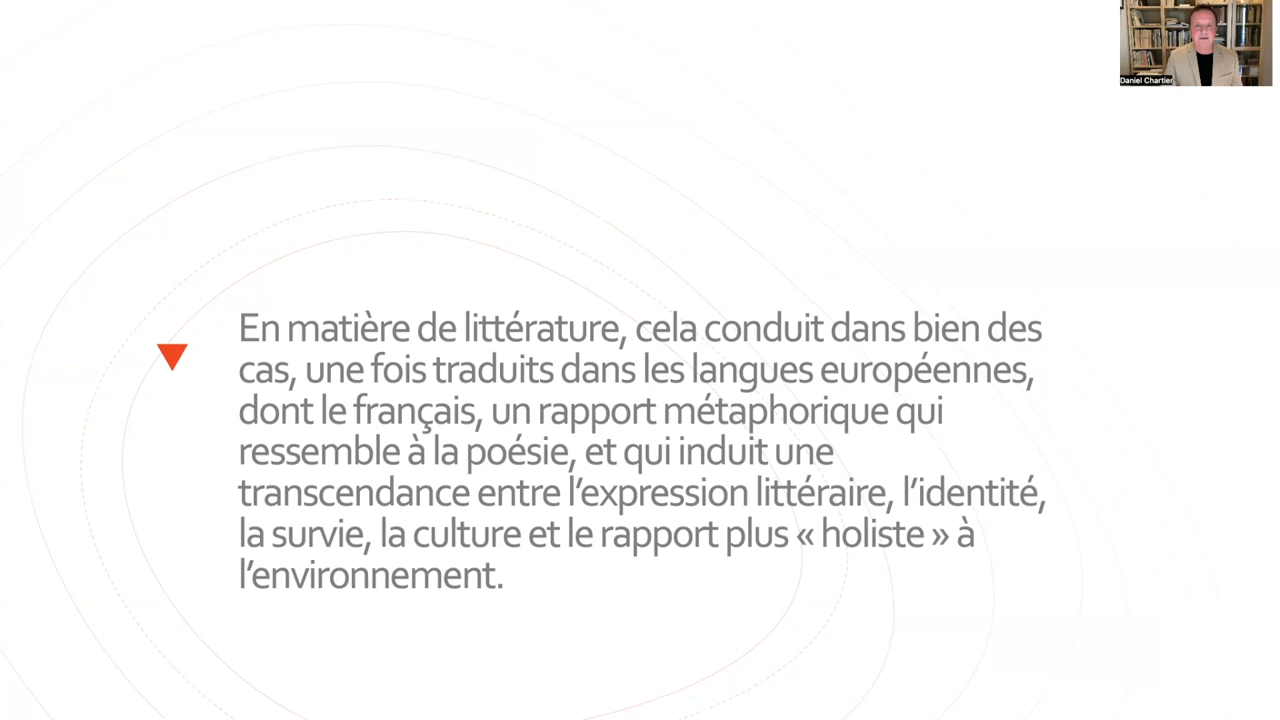 Daniel Chartier
En matière de littérature, cela conduit dans bien des
cas, une fois traduits dans les langues européennes,
dont le français, un rapport métaphorique qui
ressemble à la poésie, et qui induit une
transcendance entre l’expression littéraire, l’identité,
la survie, la culture et le rapport plus « holiste » à
l’environnement.